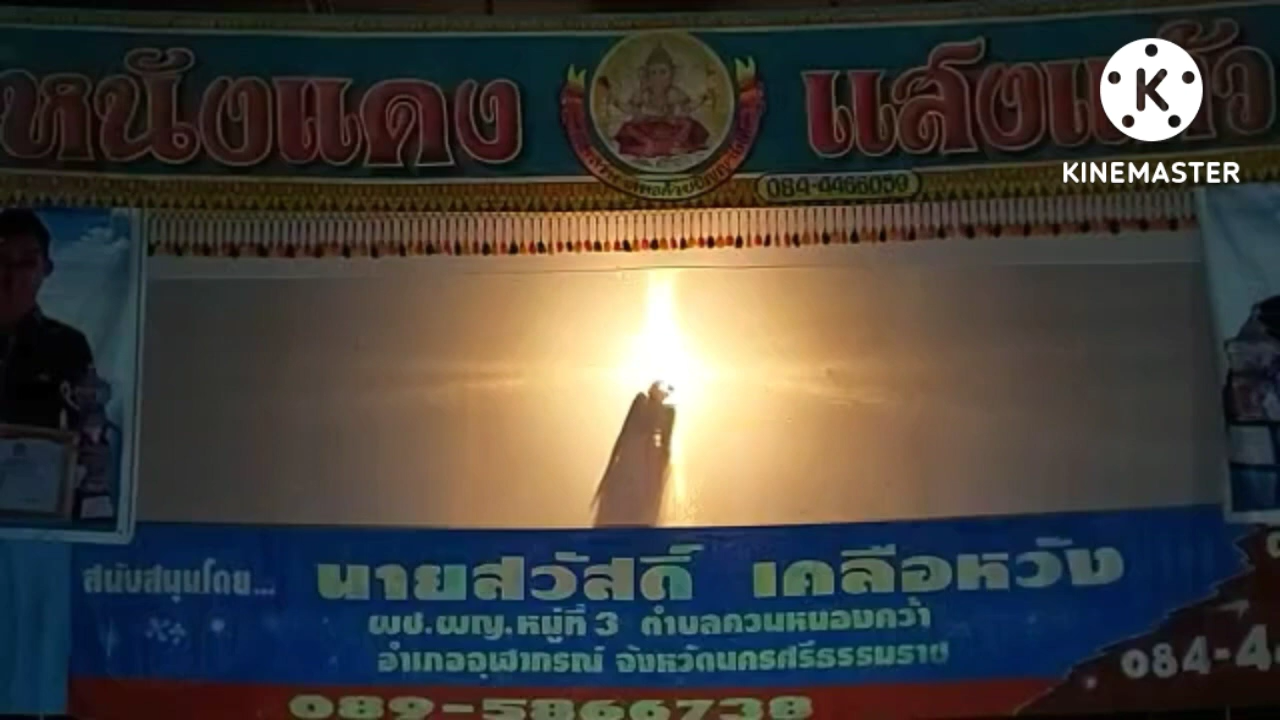 หนังแดง แสงแก้ว
084-4466059
KINEMASTER
สนับสนุนโดย...
นายสวัสดิ์ เคลือหวัง
ผช.ผญ.หมู่ที่ 3 ตำบลควนหนองคว้า
อำเภอจุฬาภรณ์ จังหวัดนครศรีธรรมราช
084-4
089-5866738